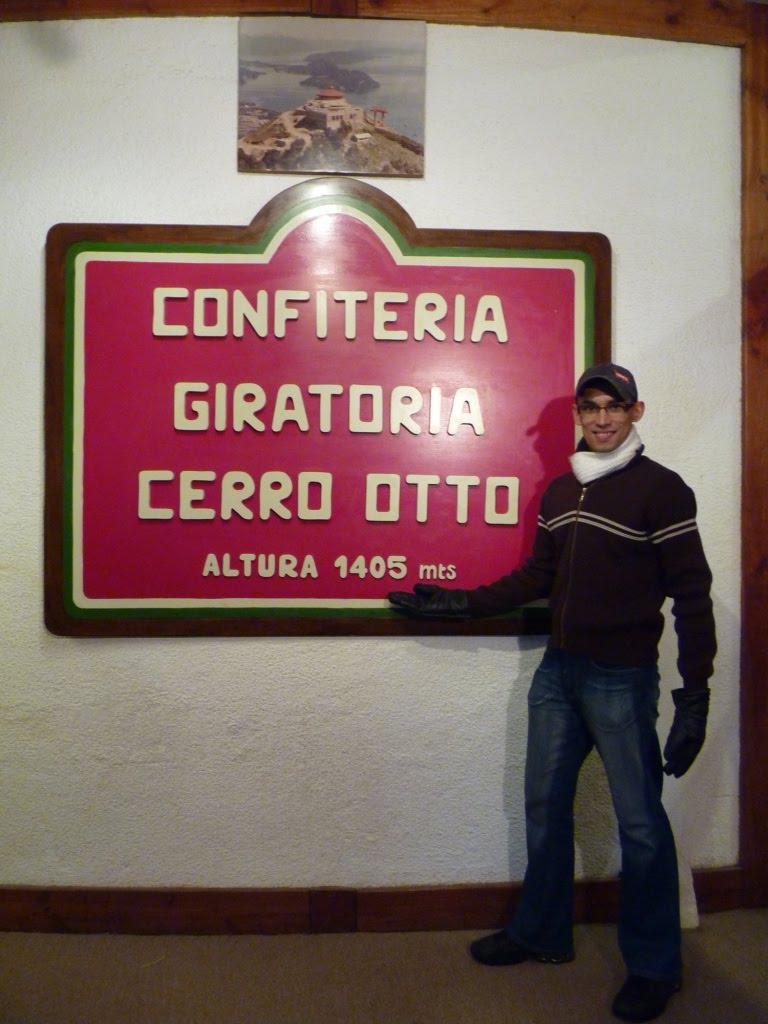 CONFITERIA
GIRATORIA
CERRO OTTO
ALTURA 1405 mts